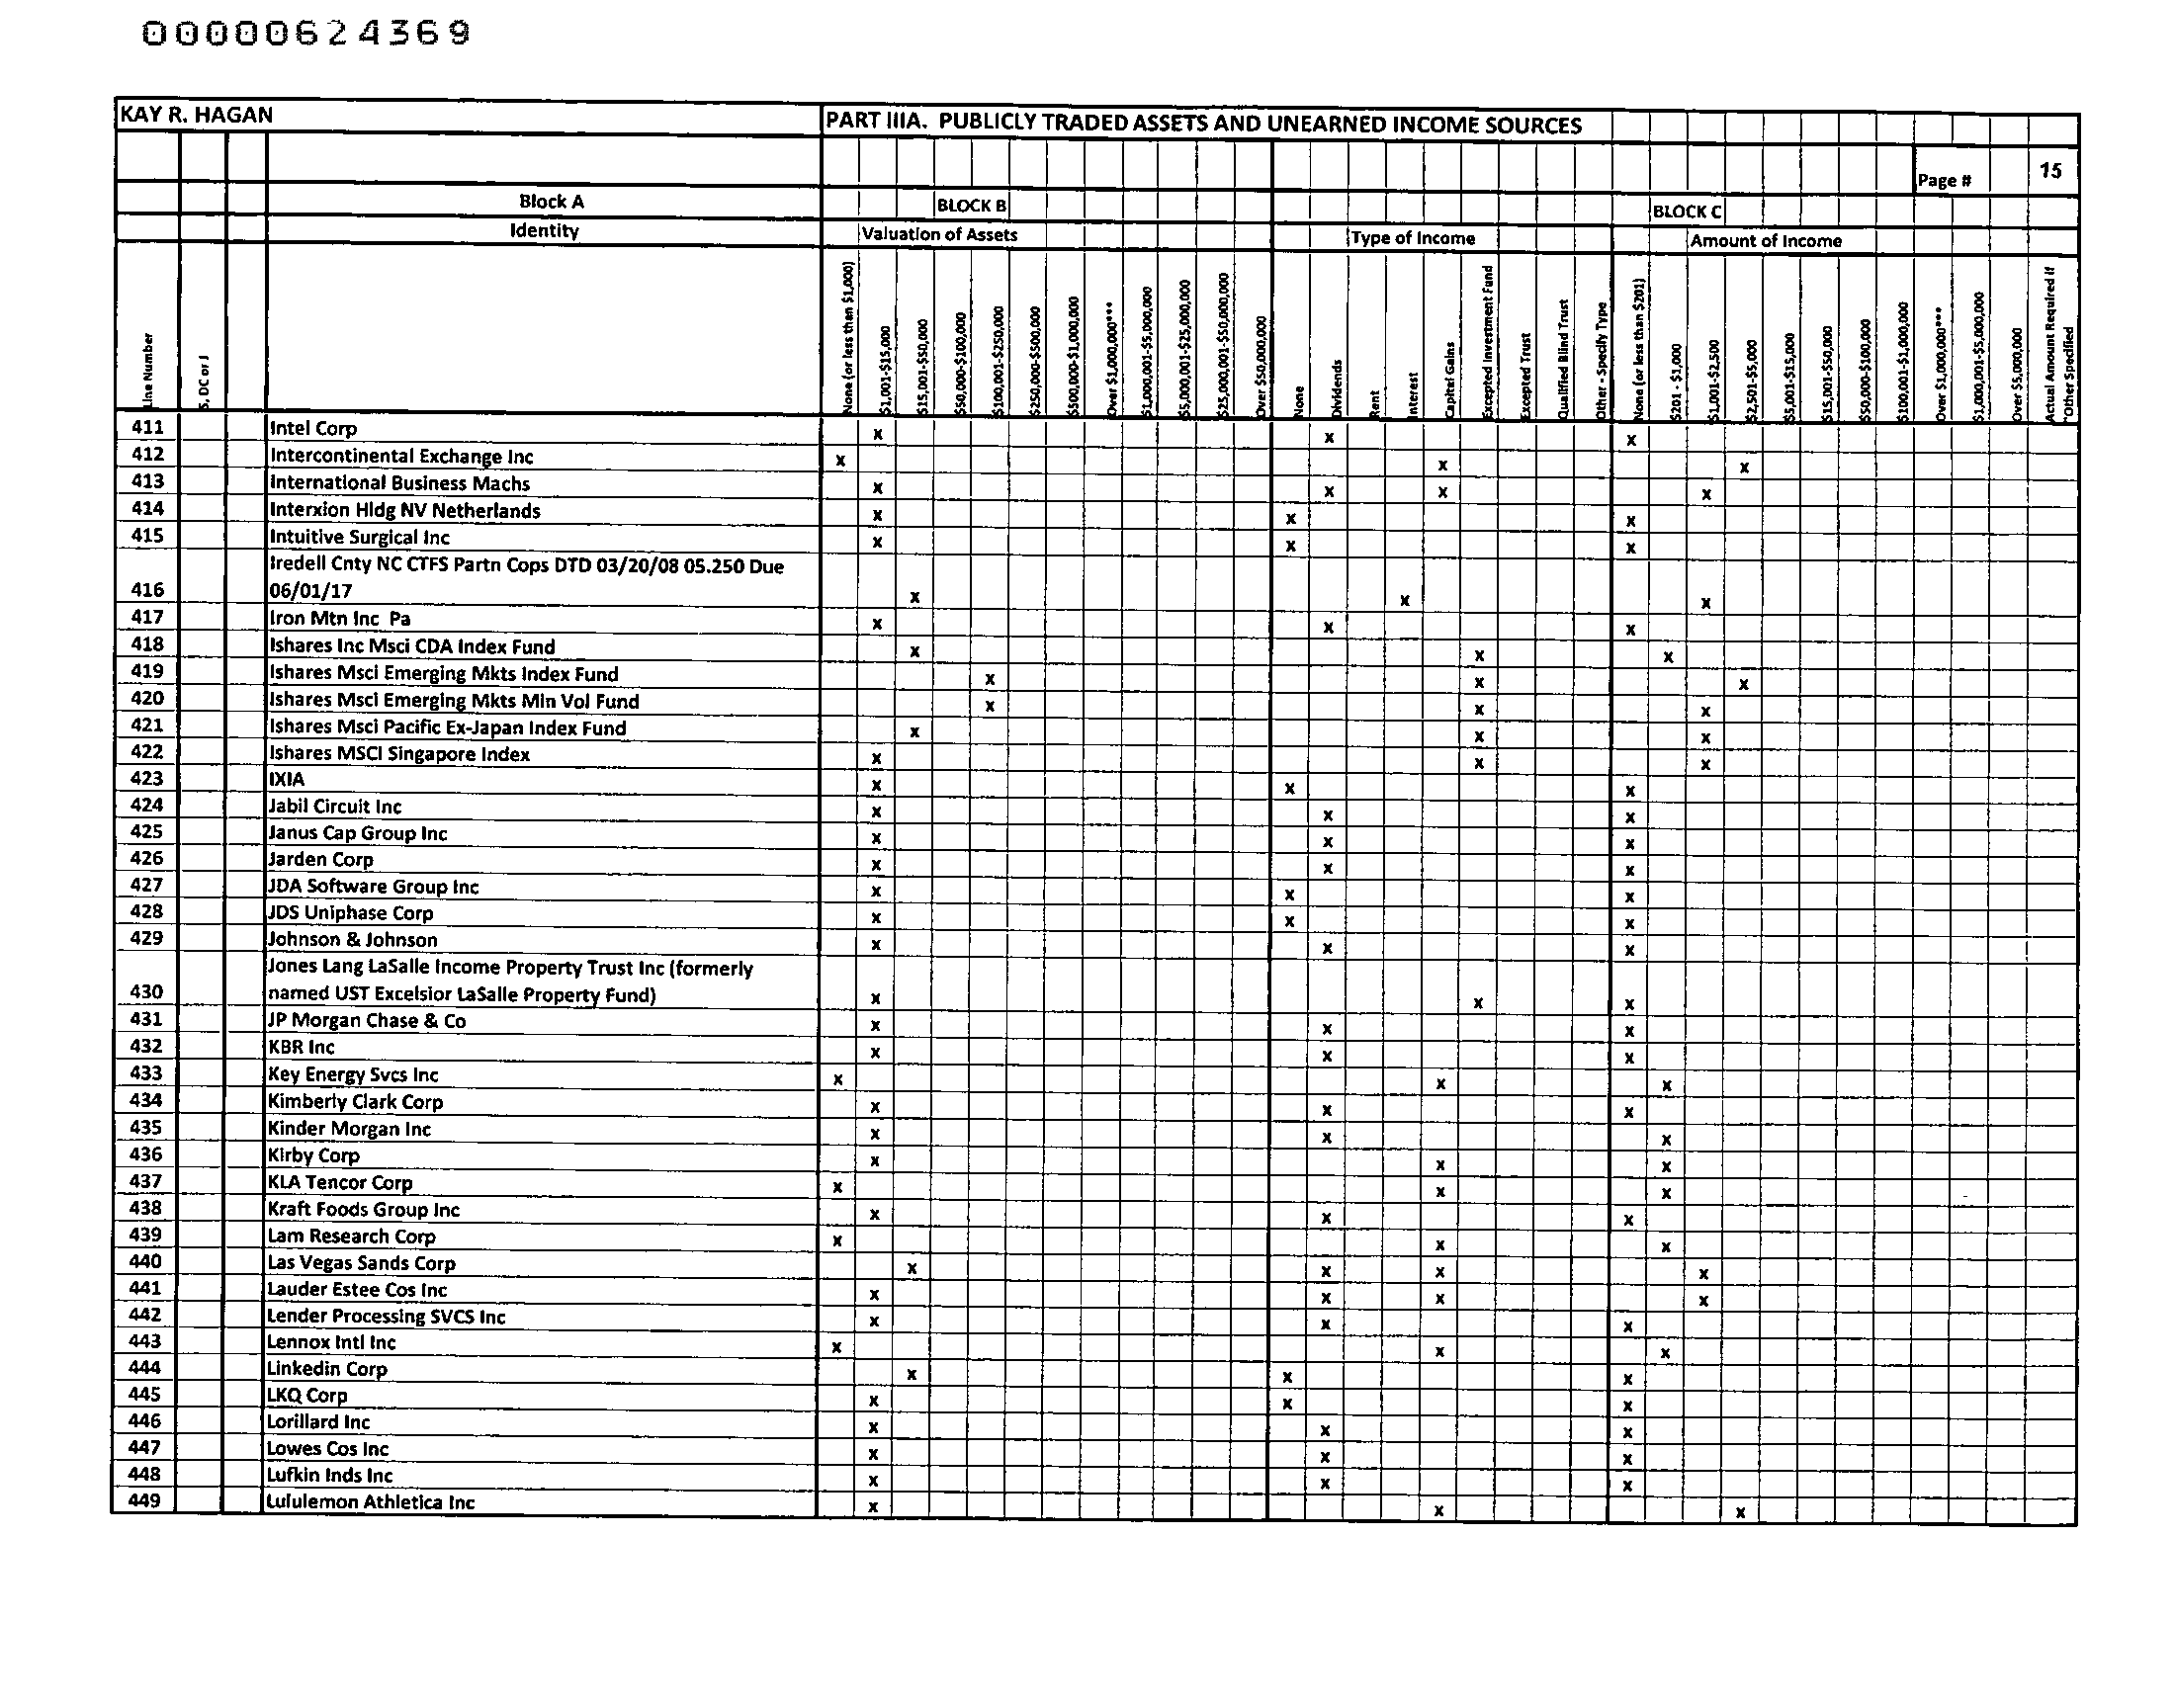 00000624369
KAY R. HAGAN PART IIIA. PUBLICLY TRADED ASSETS AND UNEARNED INCOME SOURCES
Page # 15
Block A BLOCK B BLOCK C
Identity Valuation of Assets Type of Income Amount of Income
Line Number
S, DC or J
None (or less than $1,000)
$1,001-$15,000
$15,001-$50,000
$50,000-$100,000
$100,001-$250,000
$250,000-$500,000
$500,000-$1,000,000
Over $1,000,000***
$1,000,001-$5,000,000
$5,000,001-$25,000,000
$25,000,001-$50,000,000
Over $50,000,000
None
Dividends
Rent
Interest
Capital Gains
Excepted Investment Fund
Excepted Trust
Qualified Blind Trust
Other - Specify Type
None (or less than $201)
$201 - $1,000
$1,001-$2,500
$2,501-$5,000
$5,001-$15,000
$15,001-$50,000
$50,000-$100,000
$100,001-$1,000,000
Over $1,000,000***
$1,000,001-$5,000,000
Over $5,000,000
Actual Amount Required if
"Other Specified
411 Intel Corp x x x
412 Intercontinental Exchange Inc x x x
413 International Business Machs x x x x
414 Interxion Hldg NV Netherlands x x x
415 Intuitive Surgical Inc x x x
Iredell Cnty NC CTFS Partn Cops DTD 03/20/08 05.250 Due
416 06/01/17 x x x
417 Iron Mtn Inc Pa x x x
418 Ishares Inc Msci CDA Index Fund x x x
419 Ishares Msci Emerging Mkts Index Fund x x x
420 Ishares Msci Emerging Mkts Min Vol Fund x x x
421 Ishares Msci Pacific Ex-Japan Index Fund x x x
422 Ishares MSCI Singapore Index x x x
423 IXIA x x x
424 Jabil Circuit Inc x x x
425 Janus Cap Group Inc x x x
426 Jarden Corp x x x
427 JDA Software Group Inc x x x
428 JDS Uniphase Corp x x x
429 Johnson & Johnson x x x
Jones Lang LaSalle Income Property Trust Inc (formerly
430 named UST Excelsior LaSalle Property Fund) x x x
431 JP Morgan Chase & Co x x x
432 KBR Inc x x x
433 Key Energy Svcs Inc x x x
434 Kimberly Clark Corp x x x
435 Kinder Morgan Inc x x x
436 Kirby Corp x x x
437 KLA Tencor Corp x x x
438 Kraft Foods Group Inc x x x
439 Lam Research Corp x x x
440 Las Vegas Sands Corp x x x x
441 Lauder Estee Cos Inc x x x x
442 Lender Processing SVCS Inc x x x
443 Lennox Intl Inc x x x
444 Linkedin Corp x x x
445 LKQ Corp x x x
446 Lorillard Inc x x x
447 Lowes Cos Inc x x x
448 Lufkin Inds Inc x x x
449 Lululemon Athletica Inc x x x